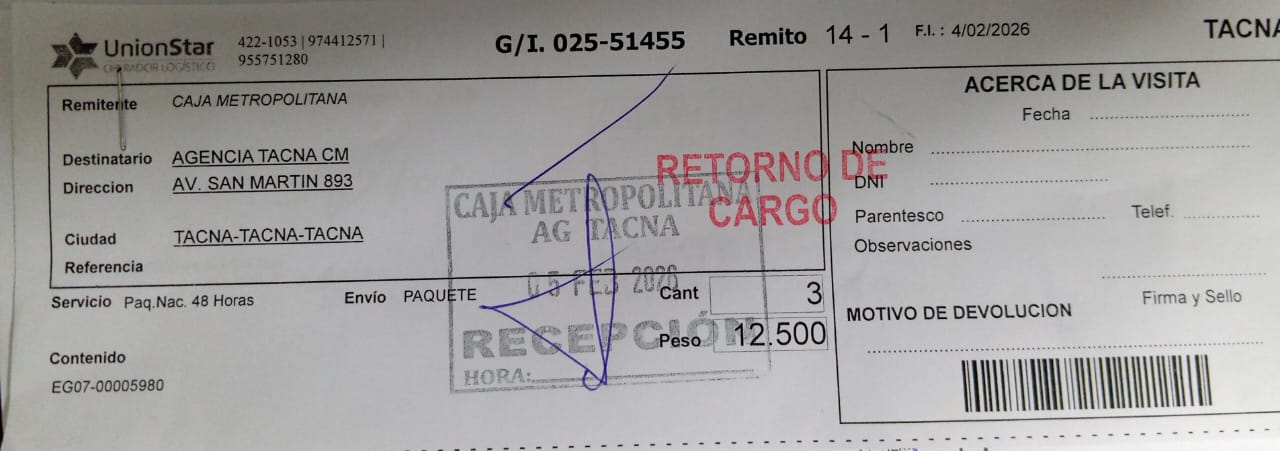 UnionStar
OPERADOR LOGÍSTICO
422-1053 | 974412571 |
955751280
G/I. 025-51455
Remito 14 - 1
F.I. : 4/02/2026
TACNA
Remitente CAJA METROPOLITANA
Destinatario AGENCIA TACNA CM
Direccion AV. SAN MARTIN 893
Ciudad TACNA-TACNA-TACNA
Referencia
Servicio Paq.Nac. 48 Horas
Envío PAQUETE
Cant 3
Peso 12.500
Contenido
EG07-00005980
RETORNO DE
CARGO
CAJA METROPOLITANA
AG TACNA
05 FEB 2026
RECEPCIÓN
HORA:
ACERCA DE LA VISITA
Fecha
Nombre
DNI
Parentesco
Telef.
Observaciones
Firma y Sello
MOTIVO DE DEVOLUCION